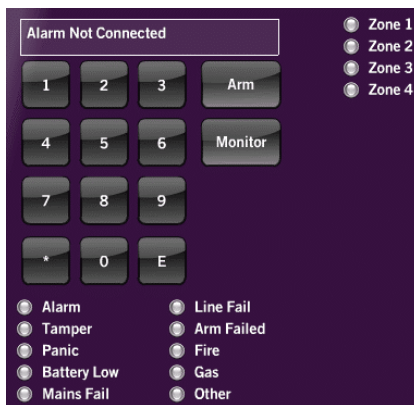 Alarm Not Connected
Zone 1
Zone 2
Zone 3
Zone 4
1 2 3 Arm
4 5 6 Monitor
7 8 9
* 0 E
Alarm Line Fail
Tamper Arm Failed
Panic Fire
Battery Low Gas
Mains Fail Other